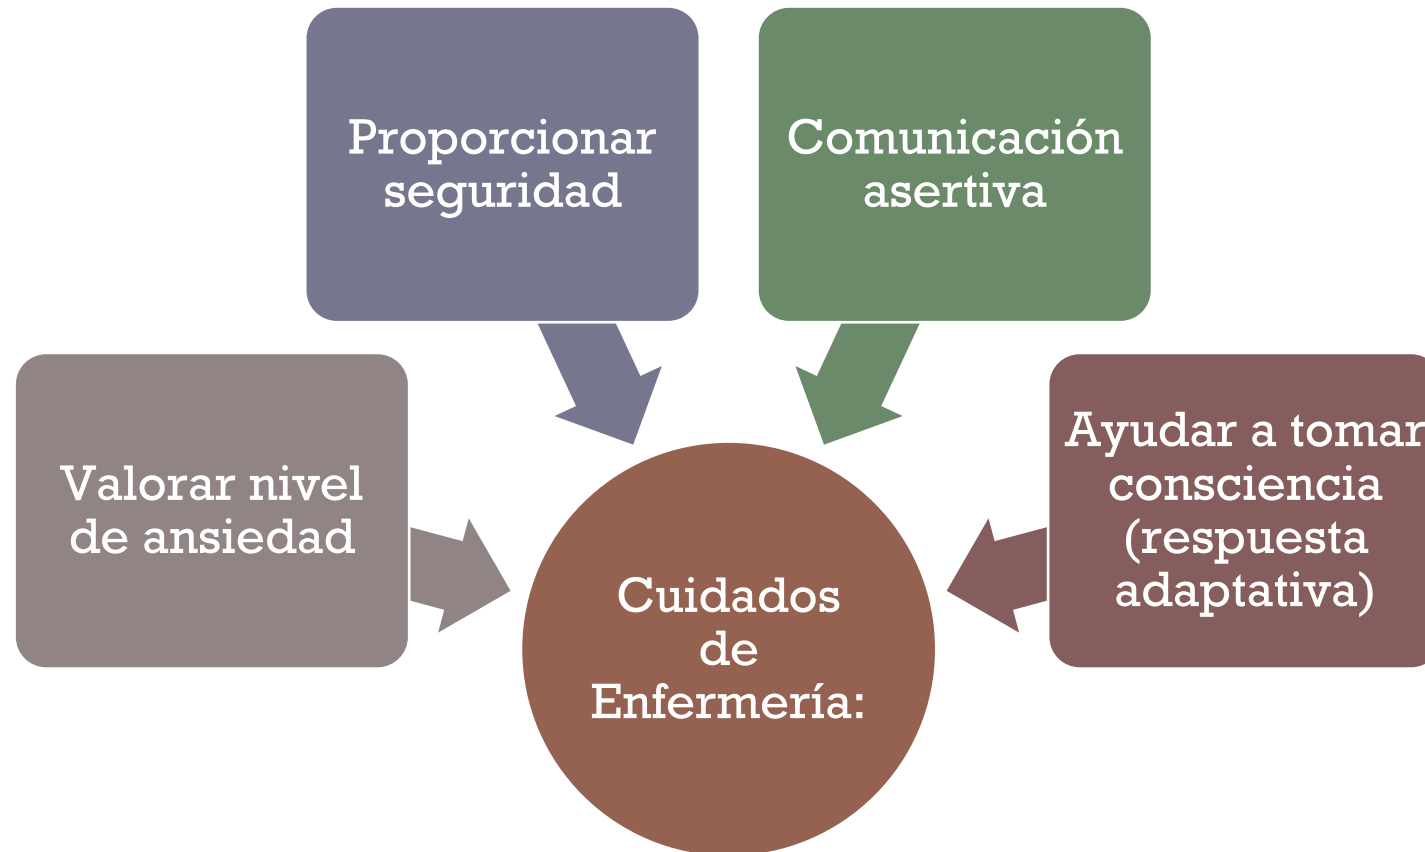 Proporcionar
seguridad
Comunicación
asertiva
Valorar nivel
de ansiedad
Ayudar a tomar
consciencia
(respuesta
adaptativa)
Cuidados
de
Enfermería: